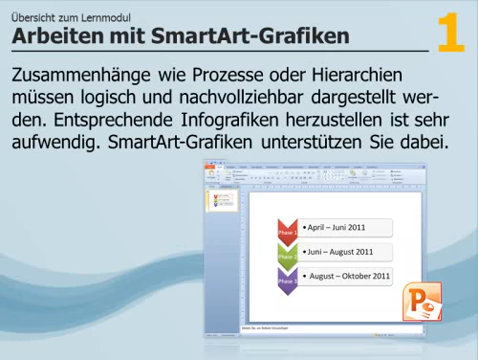 Übersicht zum Lernmodul
Arbeiten mit SmartArt-Grafiken
1
Zusammenhänge wie Prozesse oder Hierarchien
müssen logisch und nachvollziehbar dargestellt wer-
den. Entsprechende Infografiken herzustellen ist sehr
aufwendig. SmartArt-Grafiken unterstützen Sie dabei.
Phase 1
• April – Juni 2011
Phase 2
• Juni – August 2011
Phase 3
• August – Oktober 2011
P